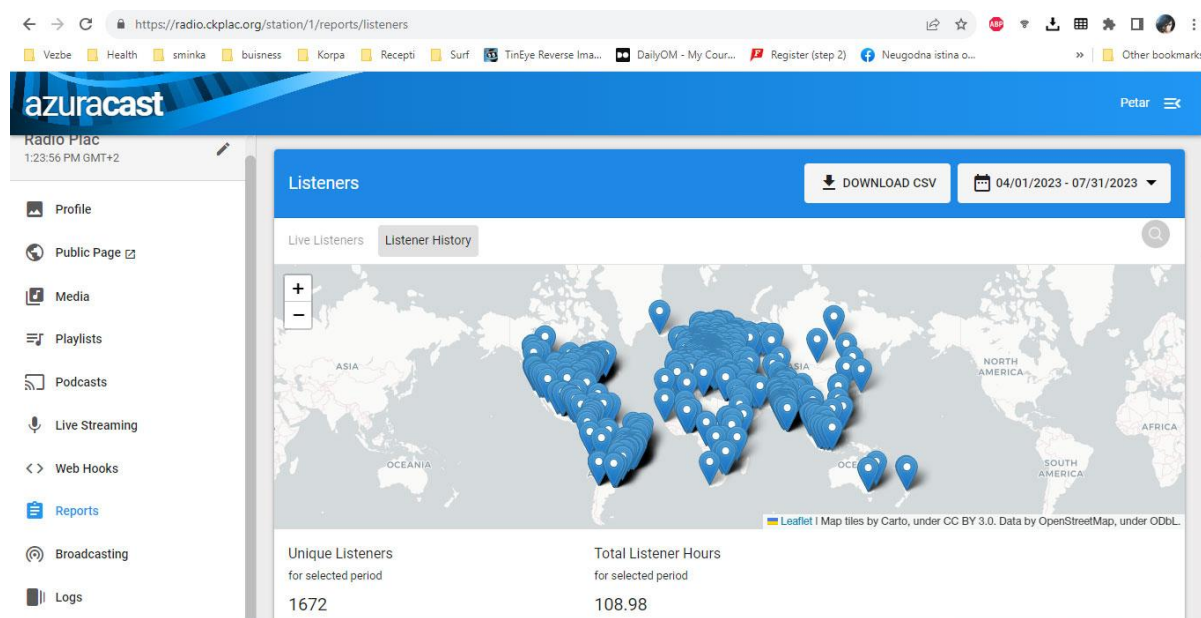 https://radio.ckplac.org/station/1/reports/listeners
ABP
Vezbe Health sminka buisness Korpa Recepti Surf TinEye Reverse Ima... DailyOM - My Cour... Register (step 2) Neugodna istina o... » Other bookmarks
azuracast
Petar
Radio Plac
1:23:56 PM GMT+2
Profile
Public Page
Media
Playlists
Podcasts
Live Streaming
Web Hooks
Reports
Broadcasting
Logs
Listeners
DOWNLOAD CSV
04/01/2023 - 07/31/2023
Live Listeners Listener History
+
−
ASIA
ASIA
NORTH
AMERICA
AFRICA
OCEANIA
SOUTH
AMERICA
Leaflet | Map tiles by Carto, under CC BY 3.0. Data by OpenStreetMap, under ODbL.
Unique Listeners
for selected period
1672
Total Listener Hours
for selected period
108.98